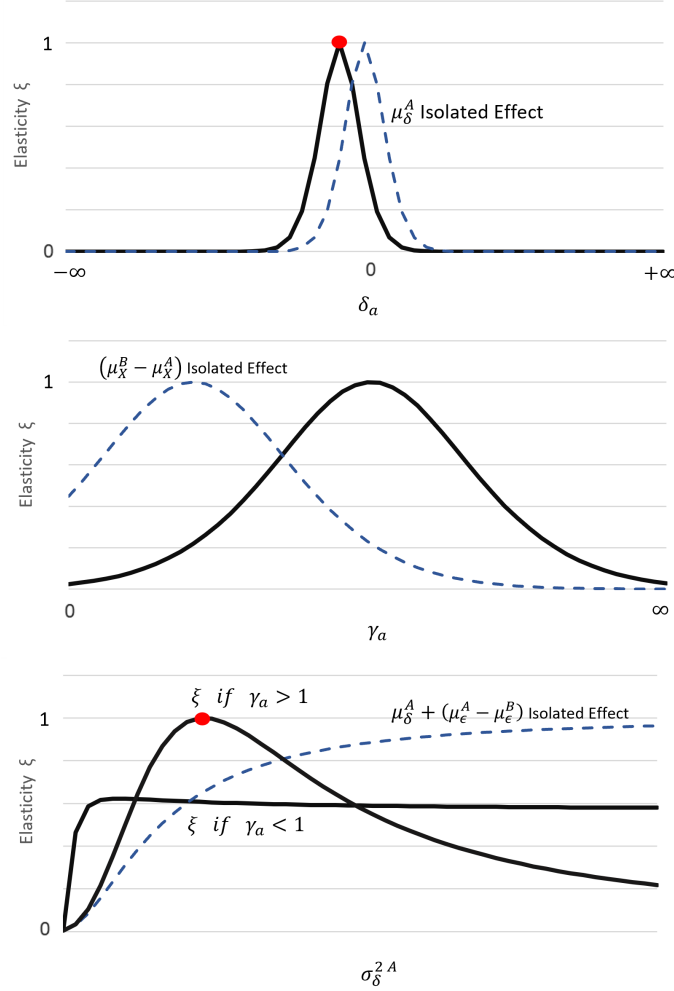 1
Elasticity ξ
μ_δ^A Isolated Effect
0
−∞
0
+∞
δ_a
(μ_X^B − μ_X^A) Isolated Effect
1
Elasticity ξ
0
∞
γ_a
ξ if γ_a > 1
μ_δ^A + (μ_ϵ^A − μ_ϵ^B) Isolated Effect
1
Elasticity ξ
ξ if γ_a < 1
0
σ_δ^{2 A}